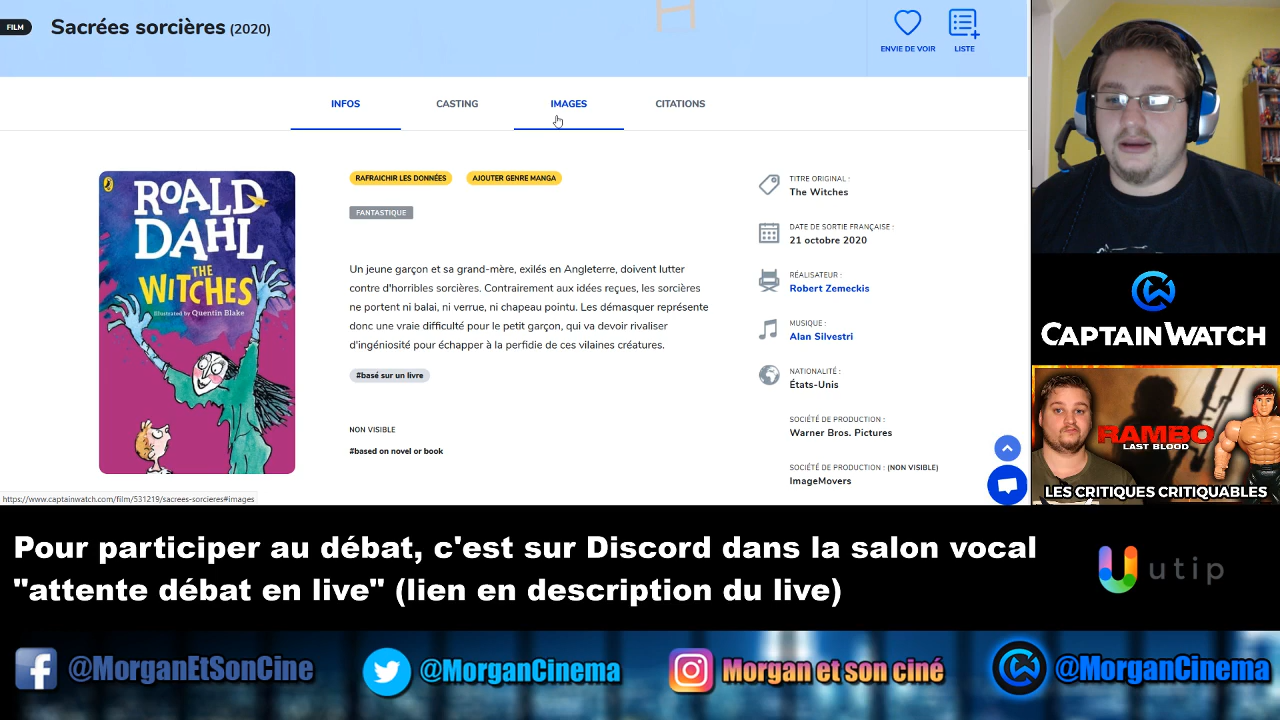 FILM
Sacrées sorcières (2020)
ENVIE DE VOIR
LISTE
INFOS
CASTING
IMAGES
CITATIONS
ROALD
DAHL
THE
WITCHES
Illustrated by Quentin Blake
RAFRAICHIR LES DONNÉES
AJOUTER GENRE MANGA
FANTASTIQUE
Un jeune garçon et sa grand-mère, exilés en Angleterre, doivent lutter
contre d'horribles sorcières. Contrairement aux idées reçues, les sorcières
ne portent ni balai, ni verrue, ni chapeau pointu. Les démasquer représente
donc une vraie difficulté pour le petit garçon, qui va devoir rivaliser
d'ingéniosité pour échapper à la perfidie de ces vilaines créatures.
#basé sur un livre
NON VISIBLE
#based on novel or book
TITRE ORIGINAL :
The Witches
DATE DE SORTIE FRANÇAISE :
21 octobre 2020
RÉALISATEUR :
Robert Zemeckis
MUSIQUE :
Alan Silvestri
NATIONALITÉ :
États-Unis
SOCIÉTÉ DE PRODUCTION :
Warner Bros. Pictures
SOCIÉTÉ DE PRODUCTION : (NON VISIBLE)
ImageMovers
https://www.captainwatch.com/film/531219/sacrees-sorcieres#images
CAPTAINWATCH
RAMBO
LAST BLOOD
LES CRITIQUES CRITIQUABLES
Pour participer au débat, c'est sur Discord dans la salon vocal
"attente débat en live" (lien en description du live)
utip
@MorganEtSonCine
@MorganCinema
Morgan et son ciné
@MorganCinema